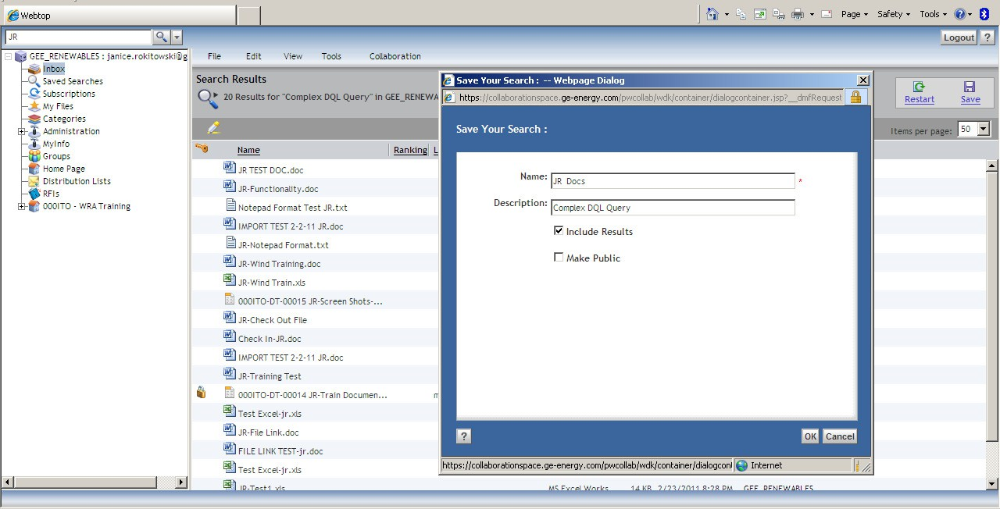 Webtop
Page Safety Tools
JR
Logout ?
GEE_RENEWABLES : janice.rokitowski@g
Inbox
Saved Searches
Subscriptions
My Files
Categories
Administration
MyInfo
Groups
Home Page
Distribution Lists
RFIs
000ITO - WRA Training
File Edit View Tools Collaboration
Search Results
20 Results for "Complex DQL Query" in GEE_RENEWA
Restart Save
Items per page: 50
Name Ranking L
JR TEST DOC.doc
JR-Functionality.doc
Notepad Format Test JR.txt
IMPORT TEST 2-2-11 JR.doc
JR-Notepad Format.txt
JR-Wind Training.doc
JR-Wind Train.xls
000ITO-DT-00015 JR-Screen Shots-...
JR-Check Out File
Check In-JR.doc
IMPORT TEST 2-2-11 JR.doc
JR-Training Test
000ITO-DT-00014 JR-Train Documen... m
Test Excel-jr.xls
JR-File Link.doc
FILE LINK TEST-jr.doc
Test Excel-jr.xls
JR-Test1.xls MS Excel Works 14 KB 2/23/2011 8:28 PM GEE_RENEWABLES
Save Your Search : -- Webpage Dialog
https://collaborationspace.ge-energy.com/pwcollab/wdk/container/dialogcontainer.jsp?__dmfRequest
Save Your Search :
Name: JR Docs *
Description: Complex DQL Query
Include Results
Make Public
? OK Cancel
https://collaborationspace.ge-energy.com/pwcollab/wdk/container/dialogcont Internet